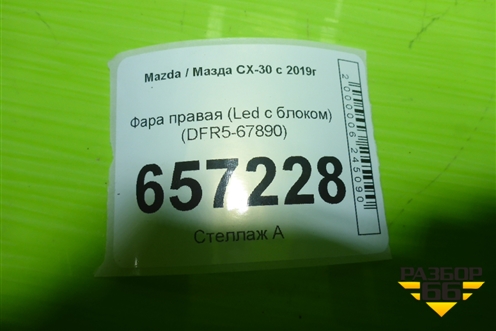 Mazda / Мазда CX-30 с 2019г
Фара правая (Led с блоком)
(DFR5-67890)
657228
Стеллаж А
2000006245090
РАЗБОР
66